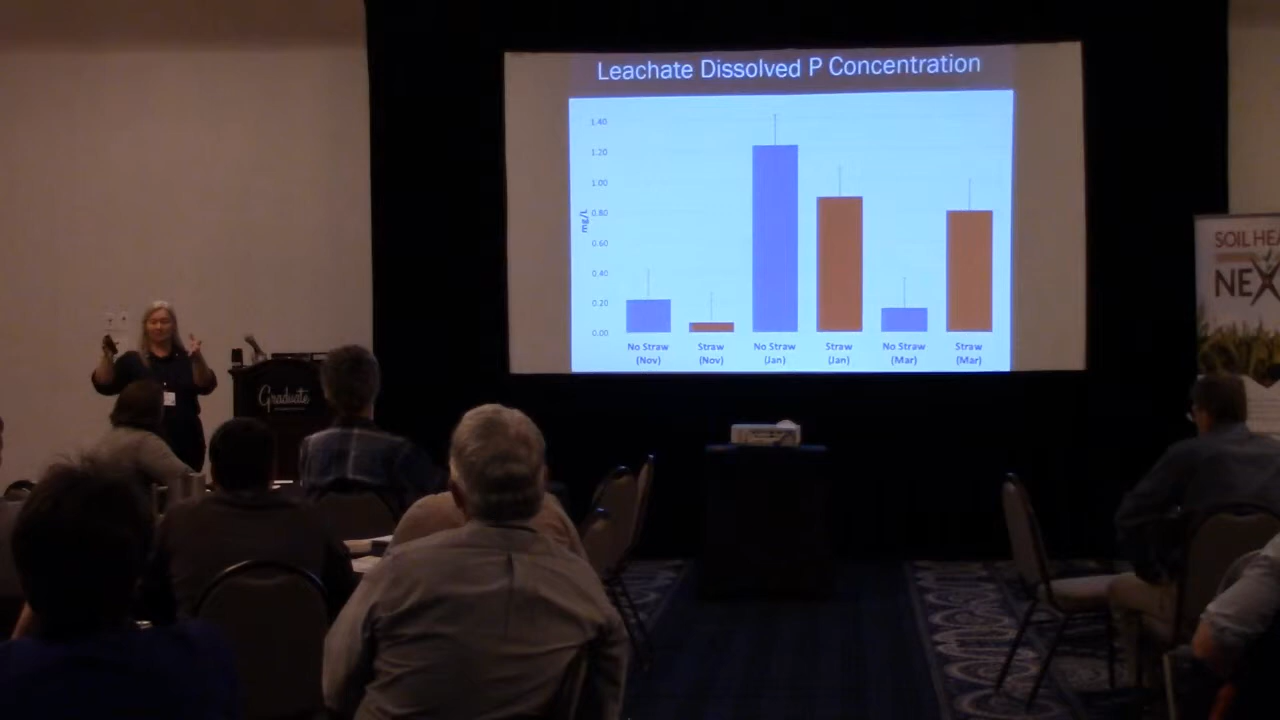 Leachate Dissolved P Concentration
1.40
1.20
1.00
0.80
0.60
0.40
0.20
0.00
mg/L
No Straw
(Nov)
Straw
(Nov)
No Straw
(Jan)
Straw
(Jan)
No Straw
(Mar)
Straw
(Mar)
Graduate
SOIL HEA
NEX